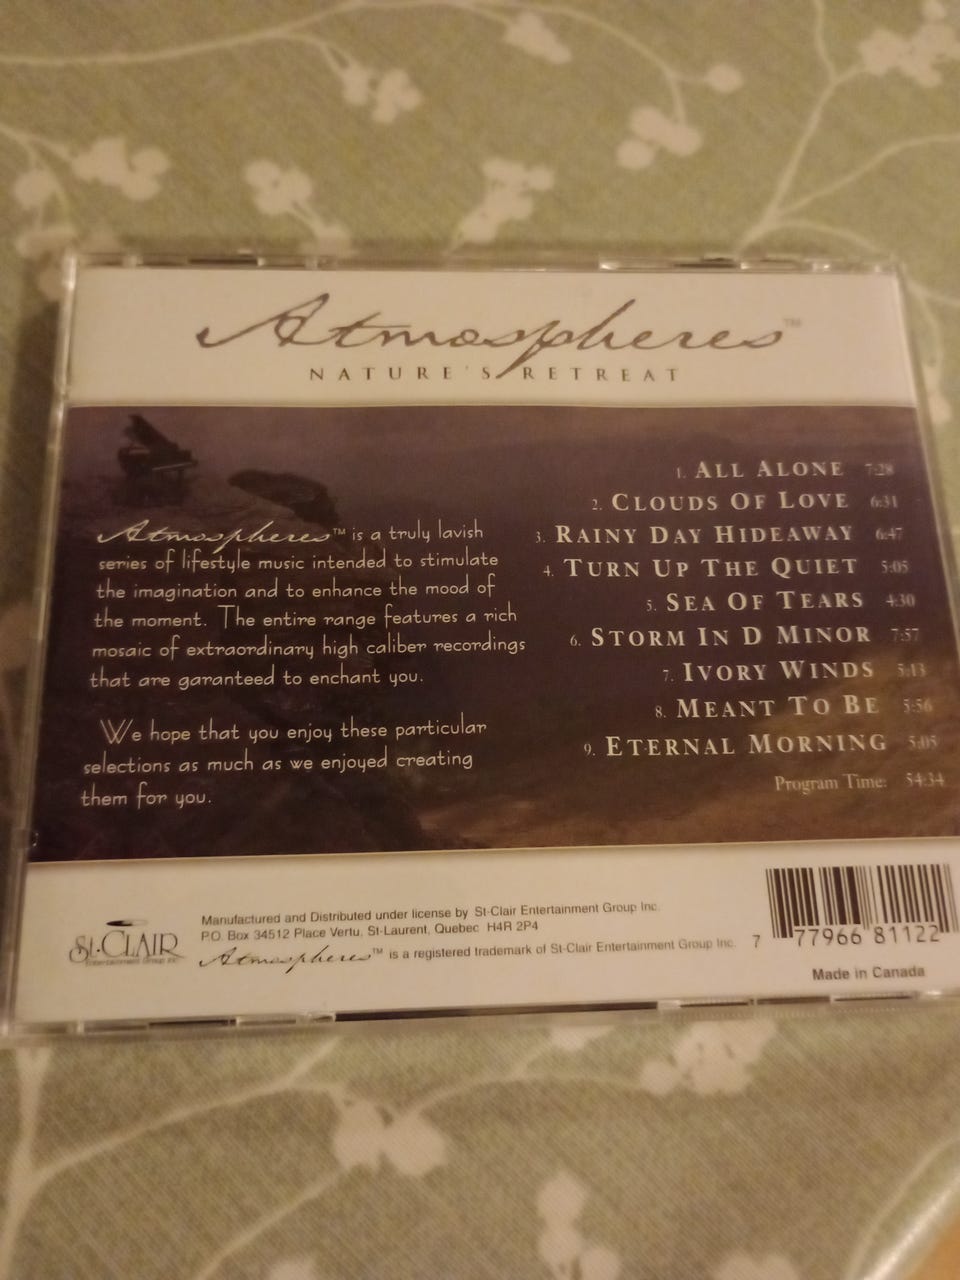 Atmospheres™
NATURE'S RETREAT
1. ALL ALONE 7:28
2. CLOUDS OF LOVE 6:31
3. RAINY DAY HIDEAWAY 6:47
4. TURN UP THE QUIET 5:05
5. SEA OF TEARS 4:30
6. STORM IN D MINOR 7:57
7. IVORY WINDS 5:13
8. MEANT TO BE 5:56
9. ETERNAL MORNING 5:05
Program Time: 54:34
Atmospheres™ is a truly lavish
series of lifestyle music intended to stimulate
the imagination and to enhance the mood of
the moment. The entire range features a rich
mosaic of extraordinary high caliber recordings
that are garanteed to enchant you.
We hope that you enjoy these particular
selections as much as we enjoyed creating
them for you.
ST-CLAIR
Entertainment Group Inc.
Manufactured and Distributed under license by St-Clair Entertainment Group Inc.
P.O. Box 34512 Place Vertu, St-Laurent, Quebec H4R 2P4
Atmospheres™ is a registered trademark of St-Clair Entertainment Group Inc.
7 77966 81122
Made in Canada